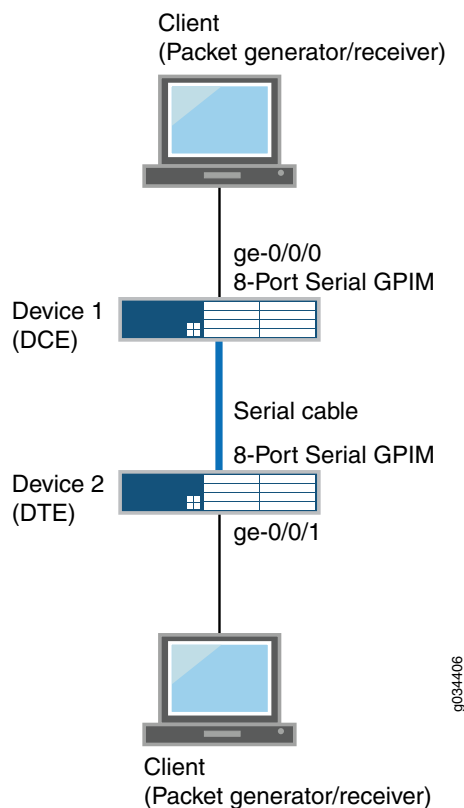 Client
(Packet generator/receiver)
ge-0/0/0
8-Port Serial GPIM
Device 1
(DCE)
Serial cable
8-Port Serial GPIM
Device 2
(DTE)
ge-0/0/1
g034406
Client
(Packet generator/receiver)